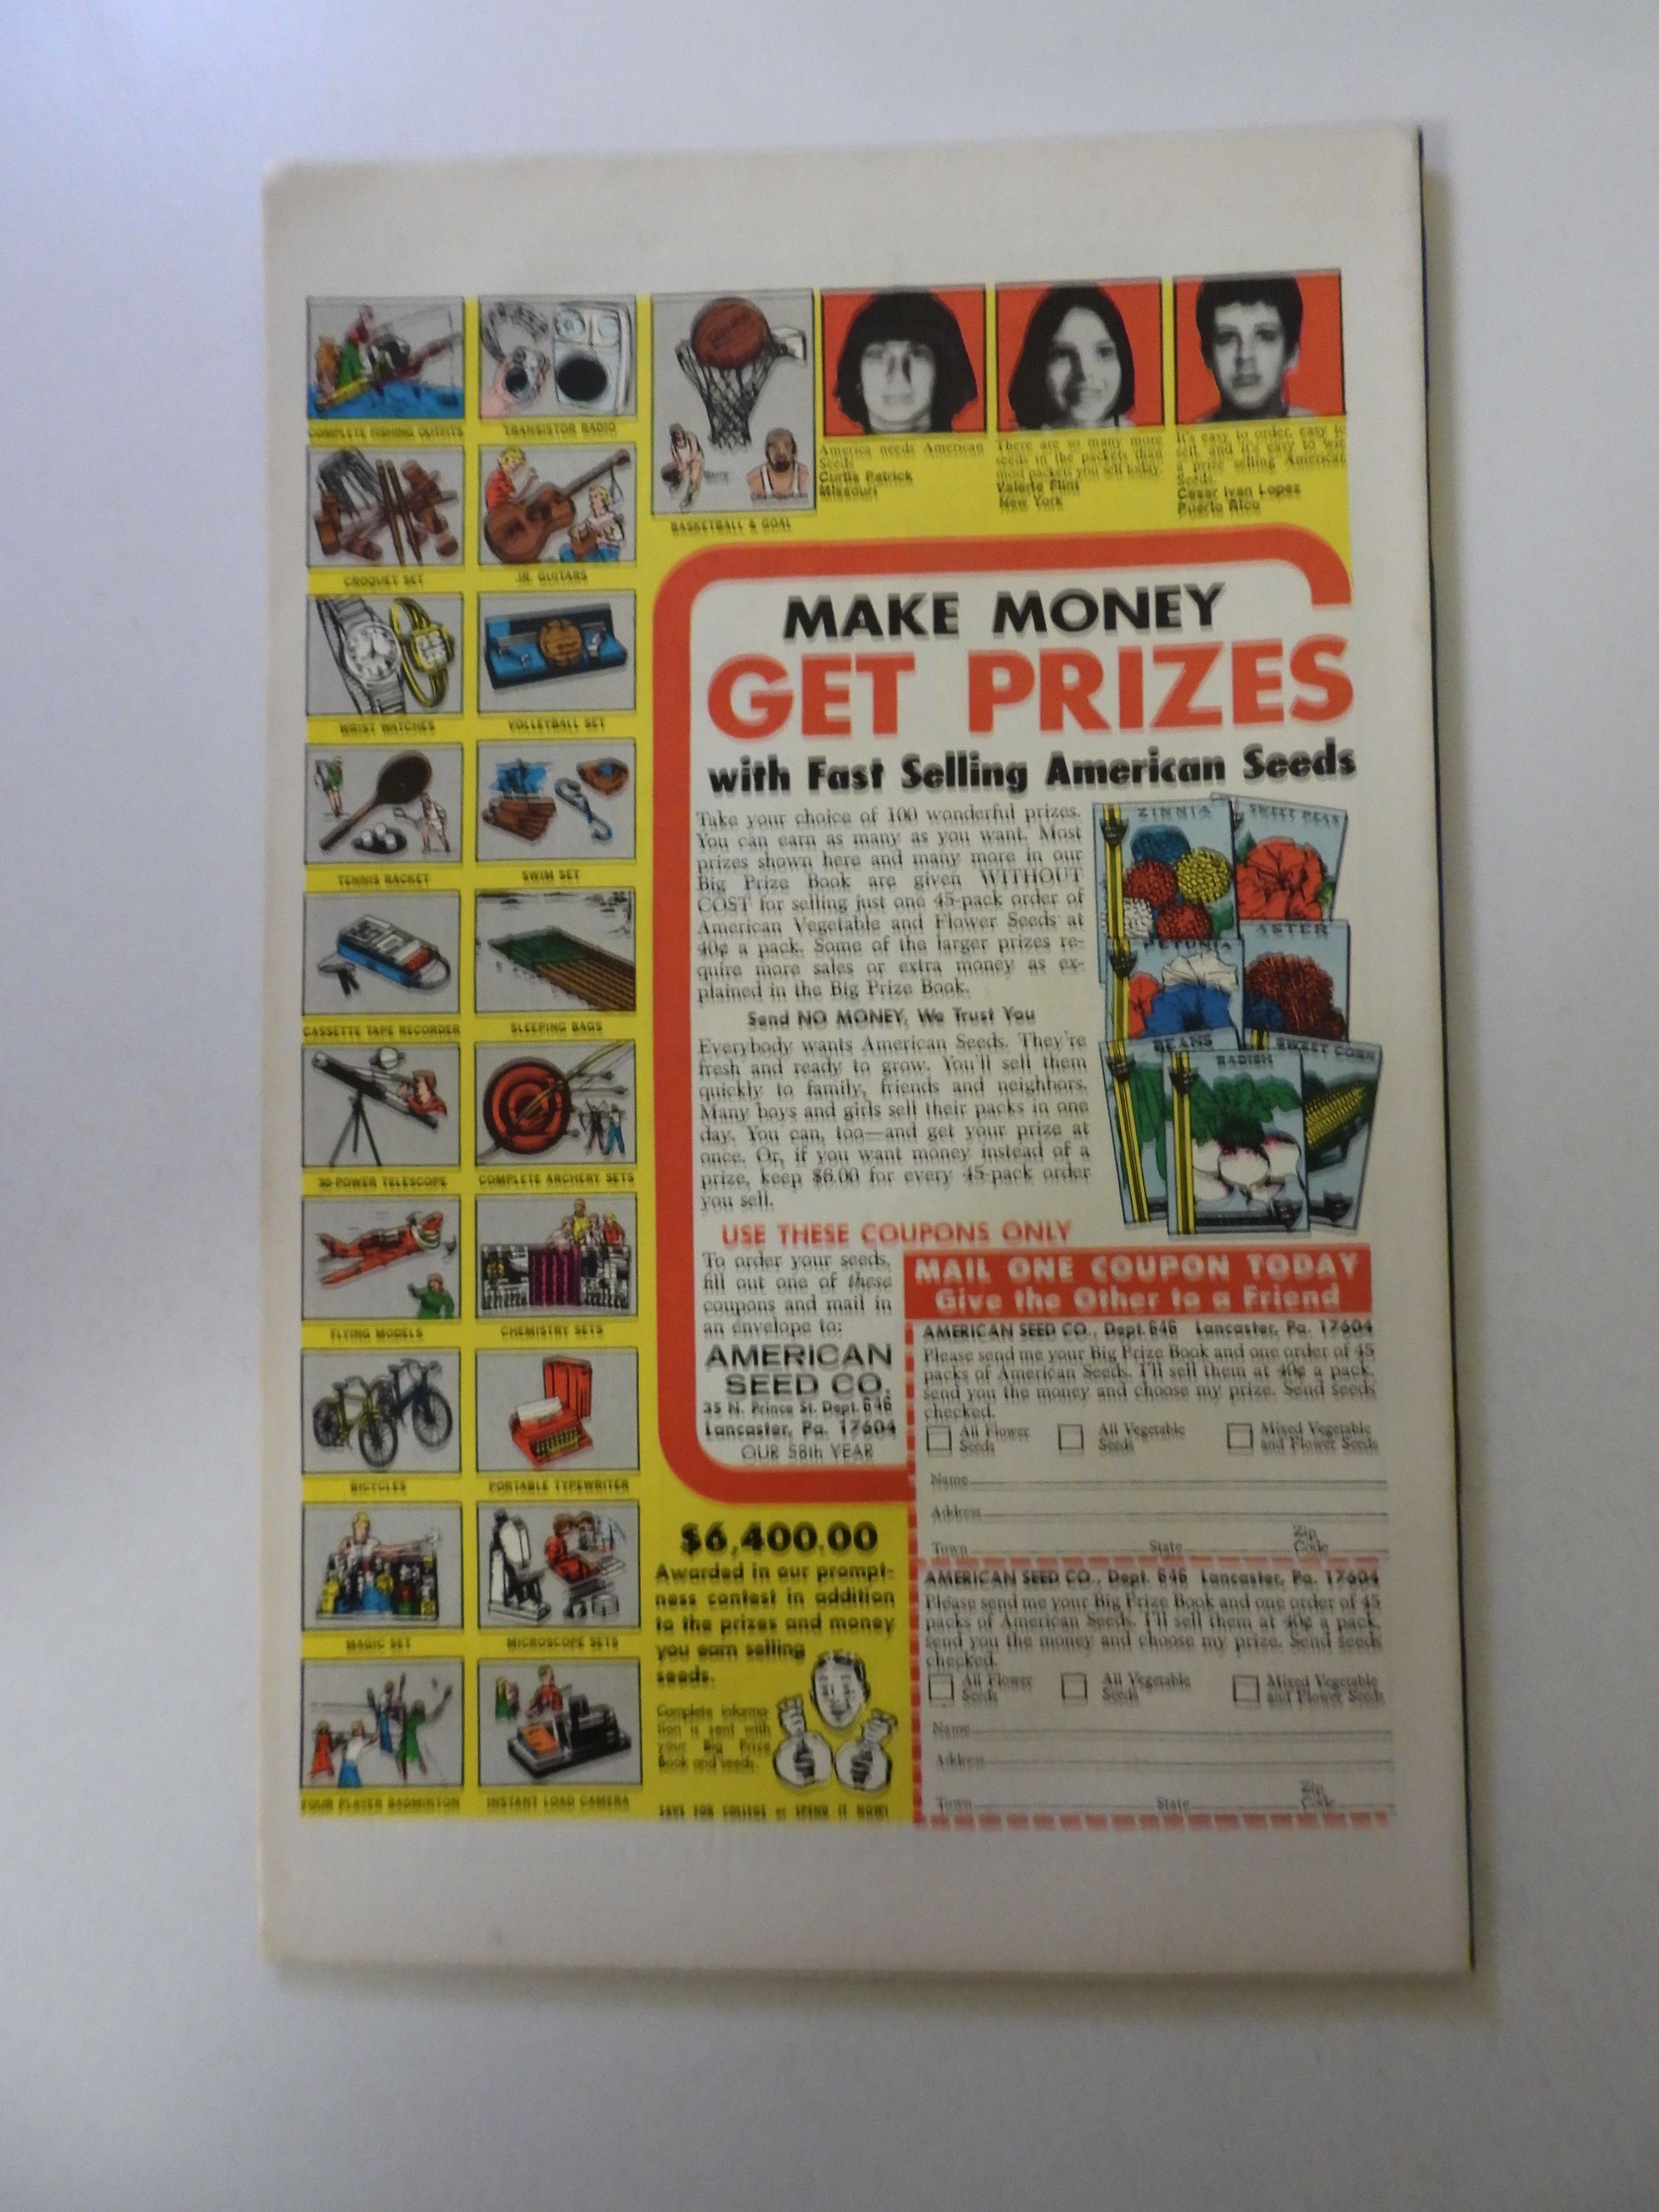 COMPLETE FISHING OUTFITS
TRANSISTOR RADIO
CROQUET SET
JR. GUITARS
WRIST WATCHES
VOLLEYBALL SET
TENNIS RACKET
SWIM SET
CASSETTE TAPE RECORDER
SLEEPING BAGS
30 POWER TELESCOPE
COMPLETE ARCHERY SETS
FLYING MODELS
CHEMISTRY SETS
BICYCLES
PORTABLE TYPEWRITER
MAGIC SET
MICROSCOPE SETS
FOUR PLAYER BADMINTON
INSTANT LOAD CAMERA
BASKETBALL & GOAL
America needs American
Seeds.
Curtis Patrick
Missouri
There are so many more
seeds in the packets than
most packets you sell today.
Valerie Flint
New York
It's easy to order, easy to
sell, and it's easy to win
a prize selling American
Seeds.
Cesar Ivan Lopez
Puerto Rico
MAKE MONEY
GET PRIZES
with Fast Selling American Seeds
Take your choice of 100 wonderful prizes.
You can earn as many as you want. Most
prizes shown here and many more in our
Big Prize Book are given WITHOUT
COST for selling just one 45-pack order of
American Vegetable and Flower Seeds at
40¢ a pack. Some of the larger prizes re-
quire more sales or extra money as ex-
plained in the Big Prize Book.
Send NO MONEY, We Trust You
Everybody wants American Seeds. They're
fresh and ready to grow. You'll sell them
quickly to family, friends and neighbors.
Many boys and girls sell their packs in one
day. You can, too—and get your prize at
once. Or, if you want money instead of a
prize, keep $6.00 for every 45-pack order
you sell.
ZINNIA
SWEET PEAS
PETUNIA
ASTER
BEANS
RADISH
SWEET CORN
USE THESE COUPONS ONLY
To order your seeds,
fill out one of these
coupons and mail in
an envelope to:
AMERICAN
SEED CO.
35 N. Prince St. Dept. 646
Lancaster, Pa. 17604
OUR 58th YEAR
MAIL ONE COUPON TODAY
Give the Other to a Friend
AMERICAN SEED CO., Dept. 646 Lancaster, Pa. 17604
Please send me your Big Prize Book and one order of 45
packs of American Seeds. I'll sell them at 40¢ a pack,
send you the money and choose my prize. Send seeds
checked.
All Flower Seeds
All Vegetable Seeds
Mixed Vegetable and Flower Seeds
Name
Address
Town State Zip Code
AMERICAN SEED CO., Dept. 646 Lancaster, Pa. 17604
Please send me your Big Prize Book and one order of 45
packs of American Seeds. I'll sell them at 40¢ a pack,
send you the money and choose my prize. Send seeds
checked.
All Flower Seeds
All Vegetable Seeds
Mixed Vegetable and Flower Seeds
Name
Address
Town State Zip Code
$6,400.00
Awarded in our prompt-
ness contest in addition
to the prizes and money
you earn selling
seeds.
Complete informa-
tion is sent with
your Big Prize
Book and seeds.
SAVE FOR COLLEGE or SPEND IT NOW!